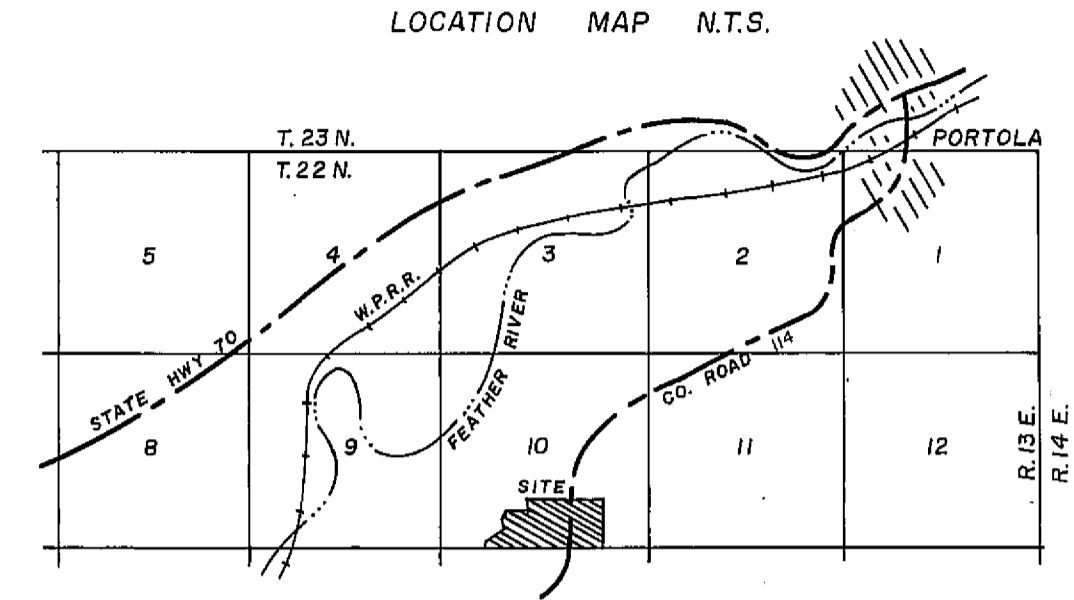 LOCATION MAP N.T.S.
T. 23 N.
T. 22 N.
PORTOLA
5
4
3
2
1
W.P.R.R.
STATE HWY 70
FEATHER RIVER
CO. ROAD 114
8
9
10
11
12
R.13 E.
R.14 E.
SITE